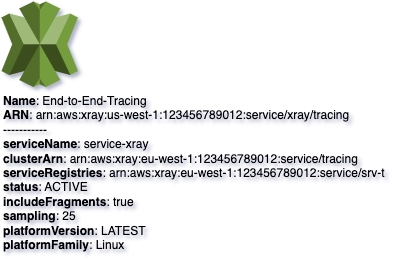 Name: End-to-End-Tracing
ARN: arn:aws:xray:us-west-1:123456789012:service/xray/tracing
-----------
serviceName: service-xray
clusterArn: arn:aws:xray:eu-west-1:123456789012:service/tracing
serviceRegistries: arn:aws:xray:eu-west-1:123456789012:service/srv-t
status: ACTIVE
includeFragments: true
sampling: 25
platformVersion: LATEST
platformFamily: Linux